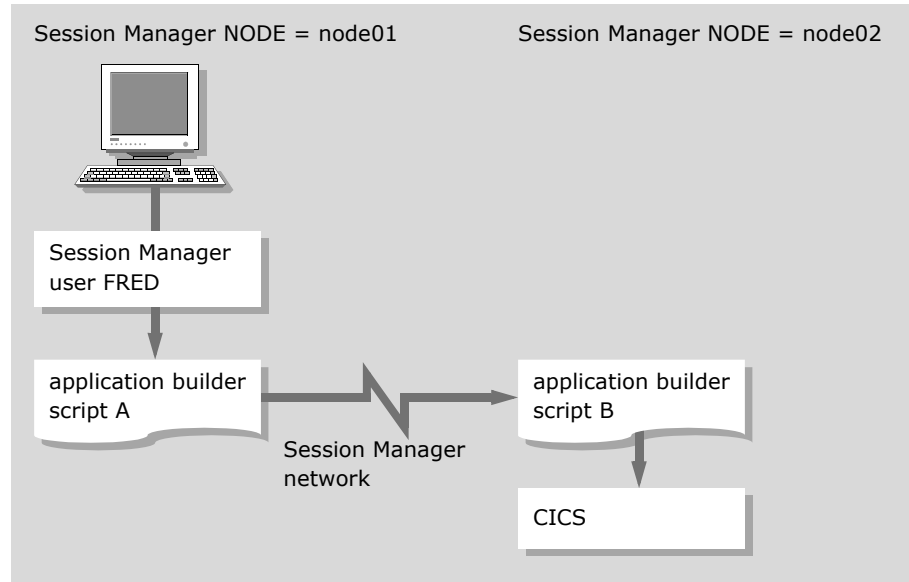 Session Manager NODE = node01
Session Manager NODE = node02
Session Manager
user FRED
application builder
script A
application builder
script B
Session Manager
network
CICS